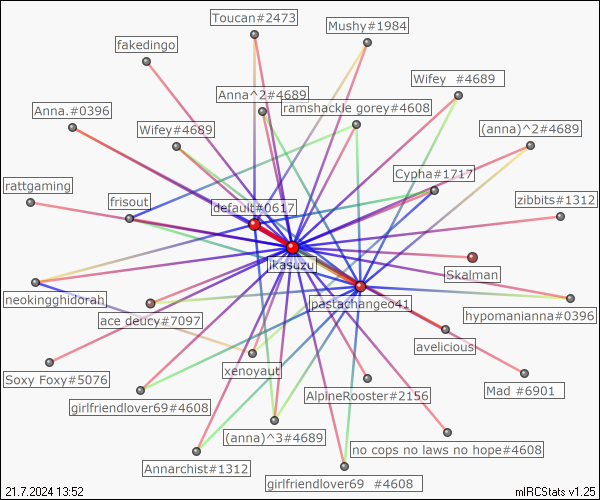 Toucan#2473
Mushy#1984
fakedingo
Wifey  #4689
Anna^2#4689
ramshackle gorey#4608
Anna.#0396
Wifey#4689
(anna)^2#4689
Cypha#1717
rattgaming
frisout
default#0617
zibbits#1312
ikasuzu
Skalman
neokingghidorah
pastachangeo41
ace deucy#7097
hypomanianna#0396
avelicious
xenoyaut
Soxy Foxy#5076
Mad #6901
AlpineRooster#2156
girlfriendlover69#4608
(anna)^3#4689
no cops no laws no hope#4608
Annarchist#1312
girlfriendlover69  #4608
21.7.2024 13:52
mIRCStats v1.25